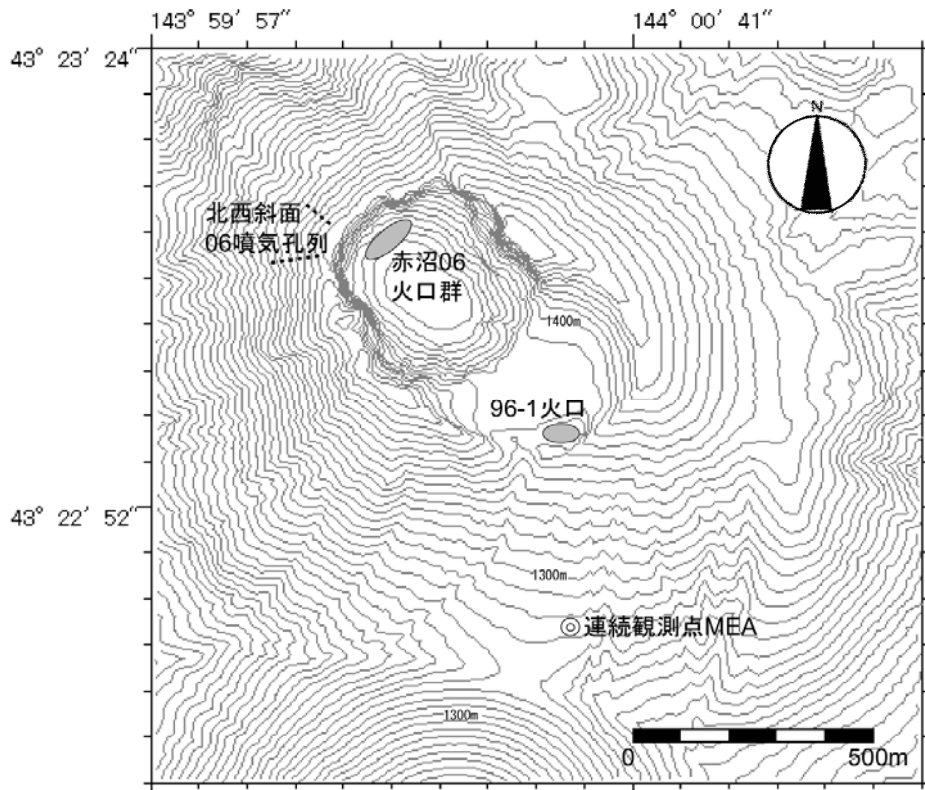 143° 59′ 57″
144° 00′ 41″
43° 23′ 24″
N
北西斜面
06噴気孔列
赤沼06
火口群
1400m
96-1火口
43° 22′ 52″
1300m
連続観測点MEA
1300m
0
500m